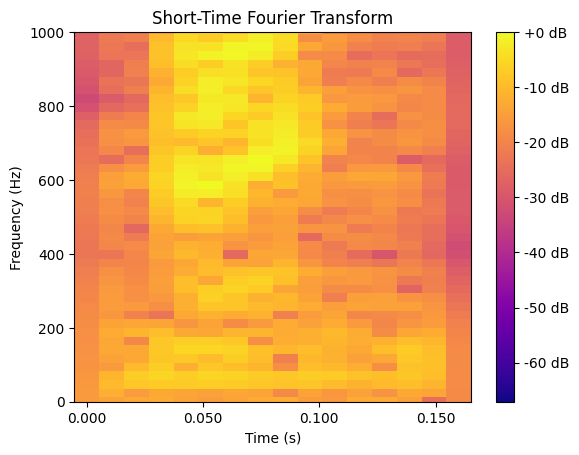 Short-Time Fourier Transform
Frequency (Hz)
1000
800
600
400
200
0
0.000
0.050
0.100
0.150
Time (s)
+0 dB
-10 dB
-20 dB
-30 dB
-40 dB
-50 dB
-60 dB